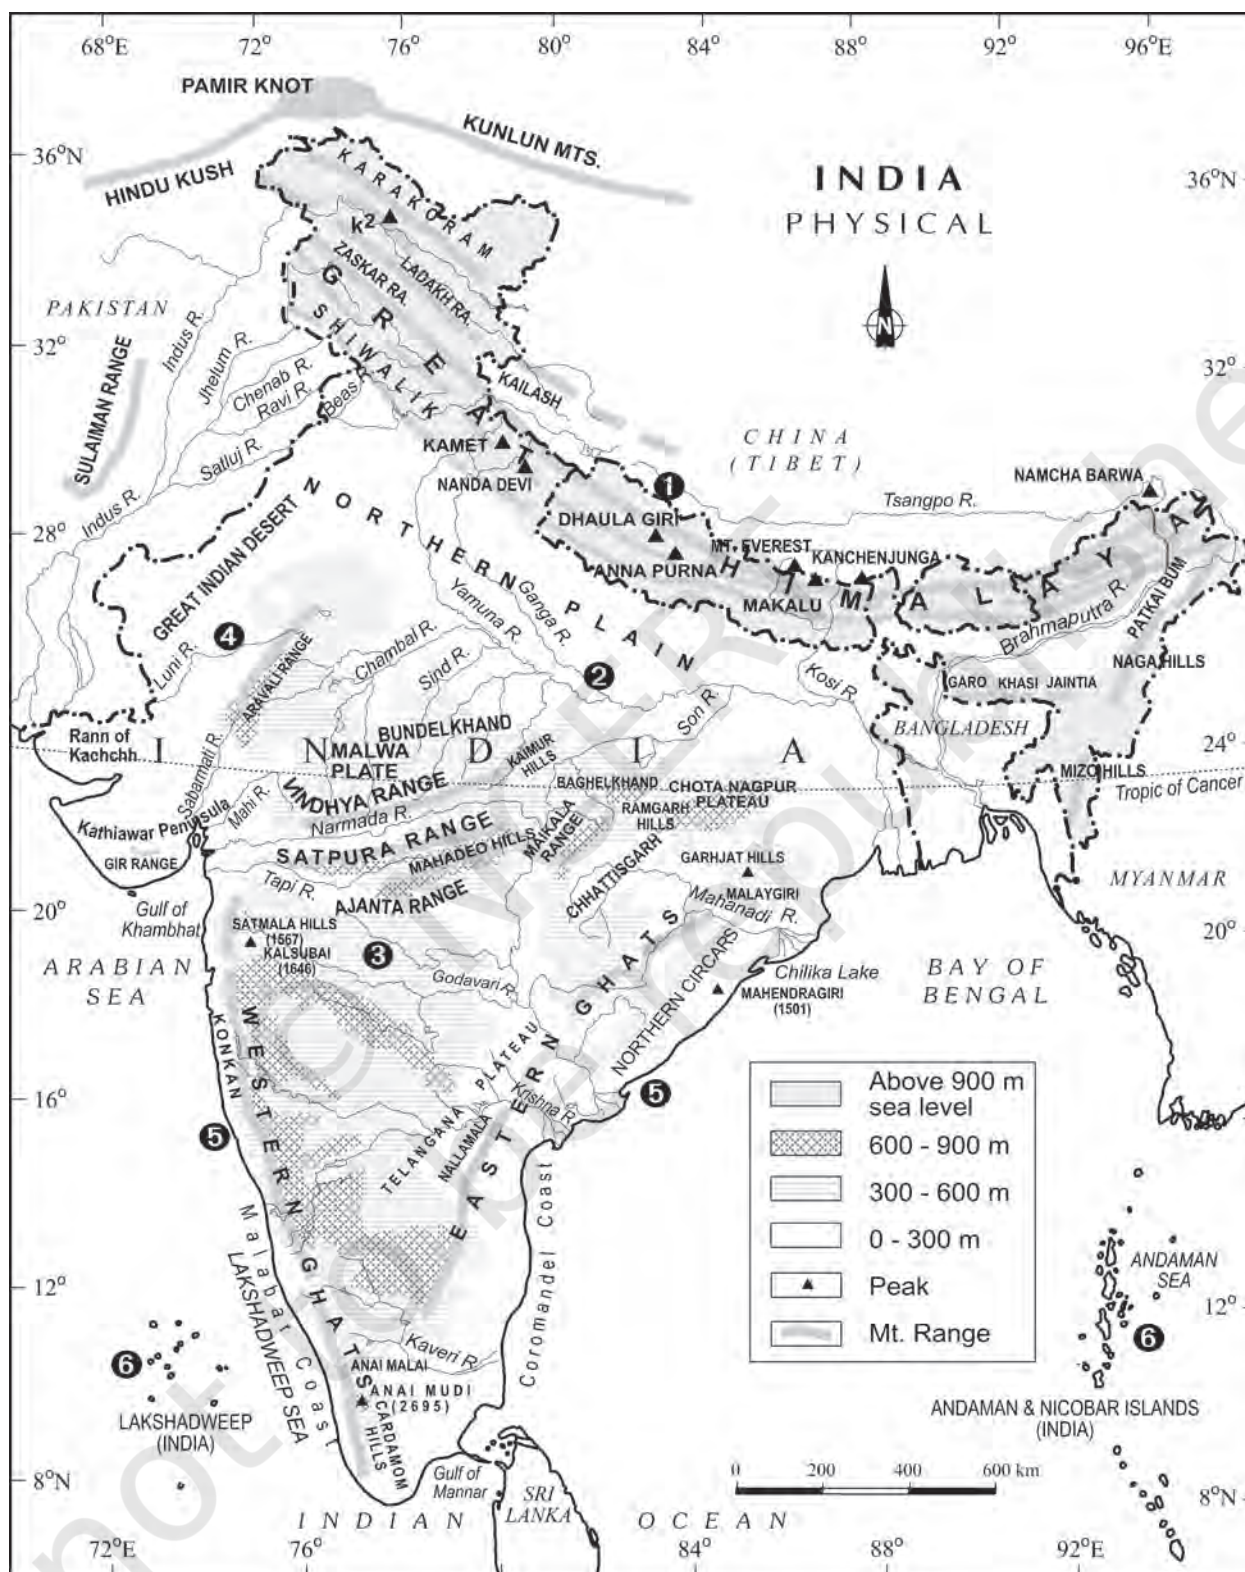 68°E
72°
76°
80°
84°
88°
92°
96°E
PAMIR KNOT
KUNLUN MTS.
HINDU KUSH
36°N
INDIA
PHYSICAL
36°N
KARAKORAM
k²
ZASKAR RA.
LADAKH RA.
GREAT HIMALAYA
SHIWALIK
PAKISTAN
N
Indus R.
32°
32°
SULAIMAN RANGE
Jhelum R.
Chenab R.
Ravi R.
Beas R.
KAILASH
Satluj R.
KAMET
NANDA DEVI
CHINA
(TIBET)
NAMCHA BARWA
Indus R.
1
Tsangpo R.
28°
28°
NORTHERN PLAIN
GREAT INDIAN DESERT
DHAULA GIRI
MT. EVEREST
KANCHENJUNGA
ANNA PURNA
MAKALU
Brahmaputra R.
PATKAI BUM
Yamuna R.
Ganga R.
4
Luni R.
ARAVALI RANGE
Chambal R.
Sind R.
2
Kosi R.
NAGA HILLS
GARO KHASI JAINTIA
BANGLADESH
Son R.
Rann of
Kachchh
BUNDELKHAND
INDIA
MALWA
PLATE
KAIMUR
HILLS
24°
24°
Sabarmati R.
Mahi R.
VINDHYA RANGE
BAGHELKHAND
CHOTA NAGPUR
PLATEAU
MIZO HILLS
Tropic of Cancer
Kathiawar Penysula
Narmada R.
RAMGARH
HILLS
SATPURA RANGE
MAHADEO HILLS
MAIKALA
RANGE
GIR RANGE
Tapi R.
AJANTA RANGE
CHHATTISGARH
GARHJAT HILLS
MALAYGIRI
Mahanadi R.
MYANMAR
20°
20°
Gulf of
Khambhat
SATMALA HILLS
(1567)
KALSUBAI
(1646)
3
Godavari R.
ARABIAN
SEA
EASTERN GHATS
NORTHERN CIRCARS
Chilika Lake
MAHENDRAGIRI
(1501)
BAY OF
BENGAL
WESTERN GHATS
KONKAN
TELANGANA PLATEAU
Krishna R.
NALLAMALA
16°
16°
5
5
Above 900 m
sea level
600 - 900 m
300 - 600 m
0 - 300 m
Peak
Mt. Range
Malabar Coast
LAKSHADWEEP SEA
Coromandel Coast
ANDAMAN
SEA
12°
12°
6
6
Kaveri R.
ANAI MALAI
ANAI MUDI
(2695)
CARDAMOM
HILLS
LAKSHADWEEP
(INDIA)
ANDAMAN & NICOBAR ISLANDS
(INDIA)
8°N
8°N
Gulf of
Mannar
SRI
LANKA
0 200 400 600 km
INDIAN OCEAN
72°E
76°
84°
88°
92°E
© NCERT
not to be republished